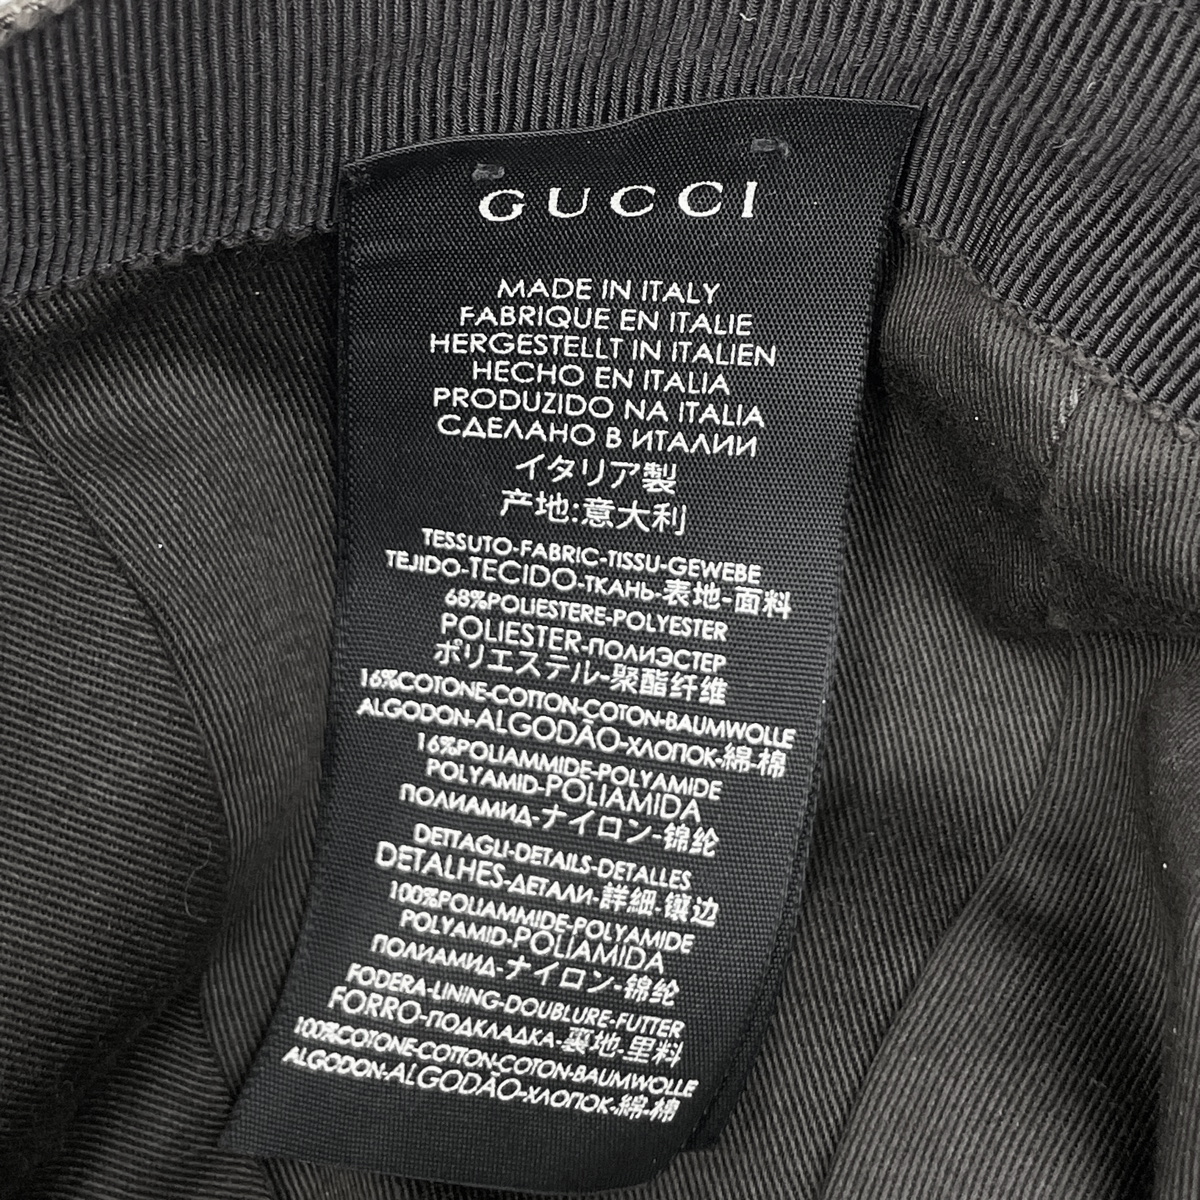 GUCCI
MADE IN ITALY
FABRIQUE EN ITALIE
HERGESTELLT IN ITALIEN
HECHO EN ITALIA
PRODUZIDO NA ITALIA
СДЕЛАНО В ИТАЛИИ
イタリア製
产地:意大利
TESSUTO-FABRIC-TISSU-GEWEBE
TEJIDO-TECIDO-ТКАНЬ-表地-面料
68%POLIESTERE-POLYESTER
POLIESTER-ПОЛИЭСТЕР
ポリエステル-聚酯纤维
16%COTONE-COTTON-COTON-BAUMWOLLE
ALGODON-ALGODÃO-ХЛОПОК-綿-棉
16%POLIAMMIDE-POLYAMIDE
POLYAMID-POLIAMIDA
ПОЛИАМИД-ナイロン-锦纶
DETTAGLI-DETAILS-DETALLES
DETALHES-ДЕТАЛИ-詳細-镶边
100%POLIAMMIDE-POLYAMIDE
POLYAMID-POLIAMIDA
ПОЛИАМИД-ナイロン-锦纶
FODERA-LINING-DOUBLURE-FUTTER
FORRO-ПОДКЛАДКА-裏地-里料
100%COTONE-COTTON-COTON-BAUMWOLLE
ALGODON-ALGODÃO-ХЛОПОК-綿-棉